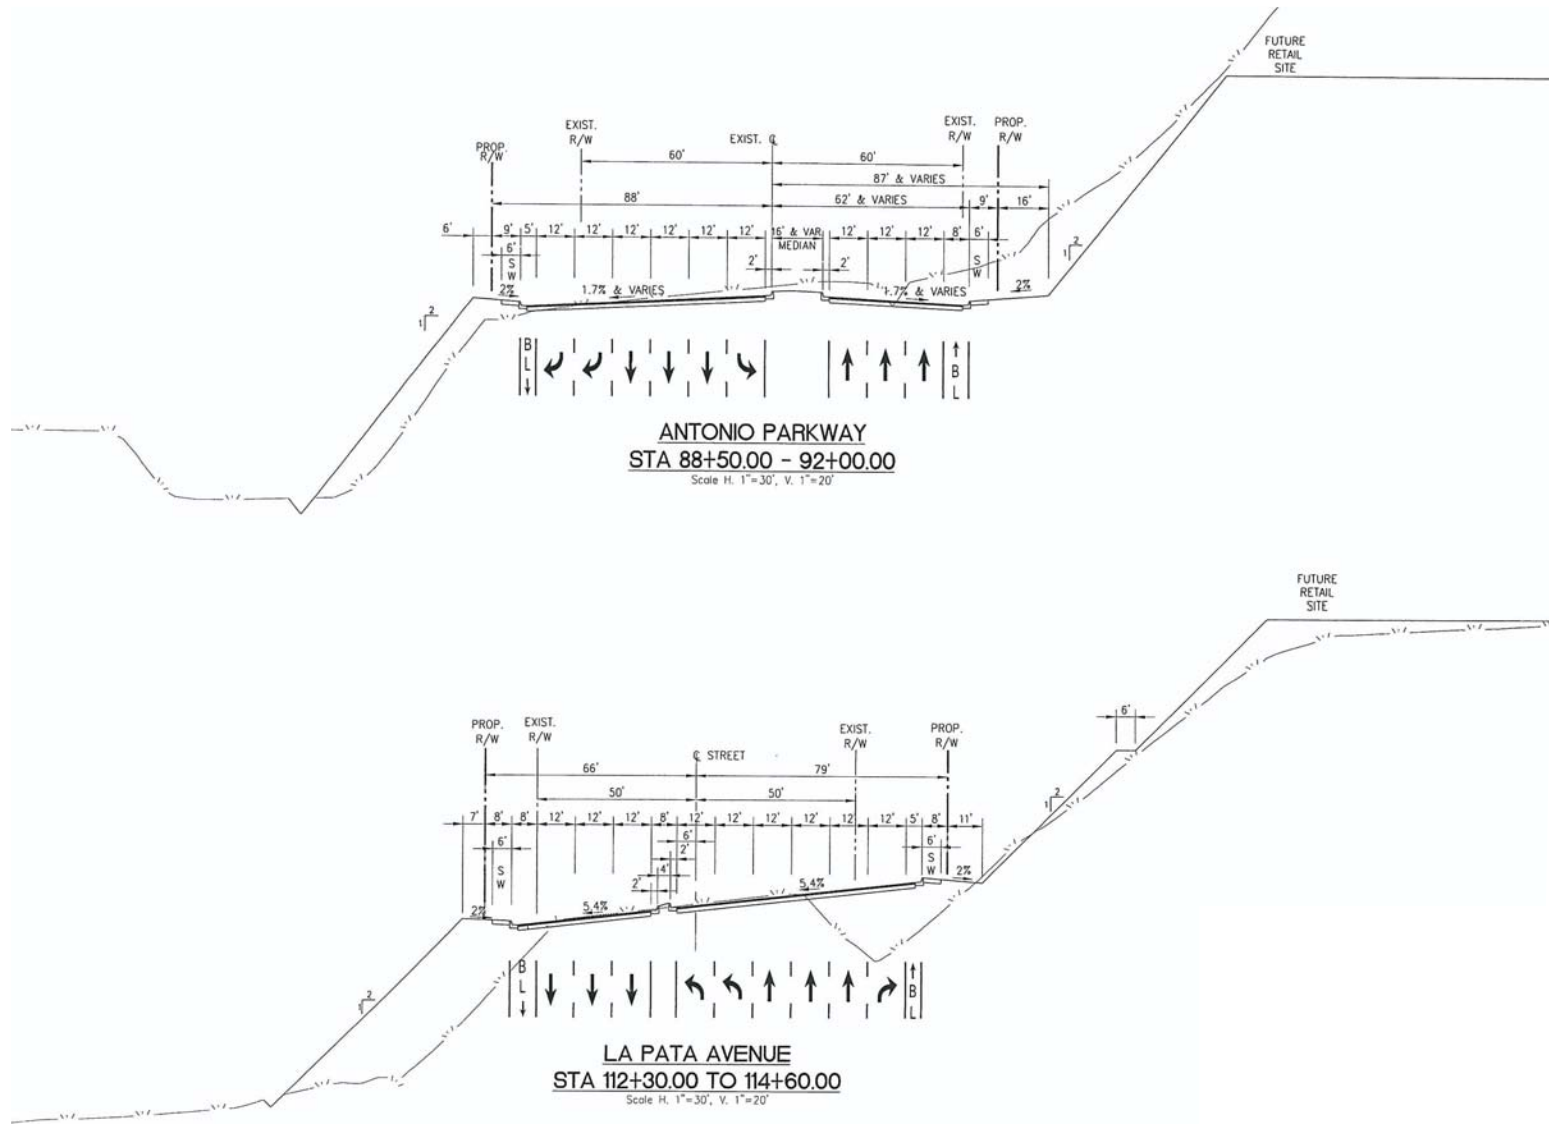 FUTURE
RETAIL
SITE
EXIST.
R/W
EXIST. ℄
EXIST.
R/W
PROP.
R/W
PROP.
R/W
60'
60'
87' & VARIES
88'
62' & VARIES
9'
16'
6'
9'
5'
12'
12'
12'
12'
12'
12'
16' & VAR
MEDIAN
12'
12'
12'
8'
6'
6'
S
W
2'
2'
S
W
2
1
2%
1.7% & VARIES
1.7% & VARIES
2%
2
1
B
L
B
L
ANTONIO PARKWAY
STA 88+50.00 - 92+00.00
Scale H. 1"=30', V. 1"=20'
FUTURE
RETAIL
SITE
PROP.
R/W
EXIST.
R/W
℄ STREET
EXIST.
R/W
PROP.
R/W
6'
66'
79'
50'
50'
7'
8'
8'
12'
12'
12'
8'
12'
12'
12'
12'
12'
12'
5'
8'
11'
6'
S
W
6'
2'
4'
2'
6'
S
W
2
1
2%
5.4%
5.4%
2%
2
1
B
L
B
L
LA PATA AVENUE
STA 112+30.00 TO 114+60.00
Scale H. 1"=30', V. 1"=20'